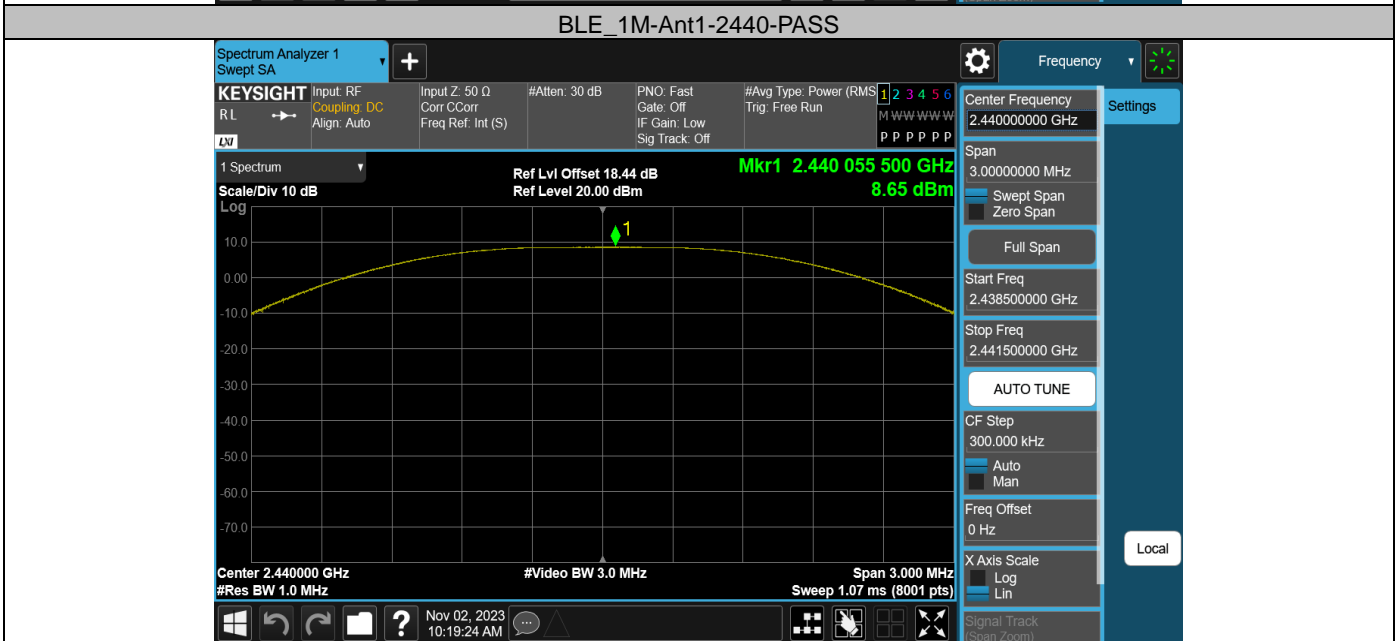 (Span Zoom)
BLE_1M-Ant1-2440-PASS
Spectrum Analyzer 1
Swept SA
+
Frequency
KEYSIGHT
RL
LXI
Input: RF
Coupling: DC
Align: Auto
Input Z: 50 Ω
Corr CCorr
Freq Ref: Int (S)
#Atten: 30 dB
PNO: Fast
Gate: Off
IF Gain: Low
Sig Track: Off
#Avg Type: Power (RMS
Trig: Free Run
1 2 3 4 5 6
M W W W W W
P P P P P P
1 Spectrum
Scale/Div 10 dB
Log
Ref Lvl Offset 18.44 dB
Ref Level 20.00 dBm
Mkr1 2.440 055 500 GHz
8.65 dBm
1
10.0
0.00
-10.0
-20.0
-30.0
-40.0
-50.0
-60.0
-70.0
Center 2.440000 GHz
#Res BW 1.0 MHz
#Video BW 3.0 MHz
Span 3.000 MHz
Sweep 1.07 ms (8001 pts)
Center Frequency
2.440000000 GHz
Settings
Span
3.00000000 MHz
Swept Span
Zero Span
Full Span
Start Freq
2.438500000 GHz
Stop Freq
2.441500000 GHz
AUTO TUNE
CF Step
300.000 kHz
Auto
Man
Freq Offset
0 Hz
X Axis Scale
Log
Lin
Local
Signal Track
(Span Zoom)
?
Nov 02, 2023
10:19:24 AM